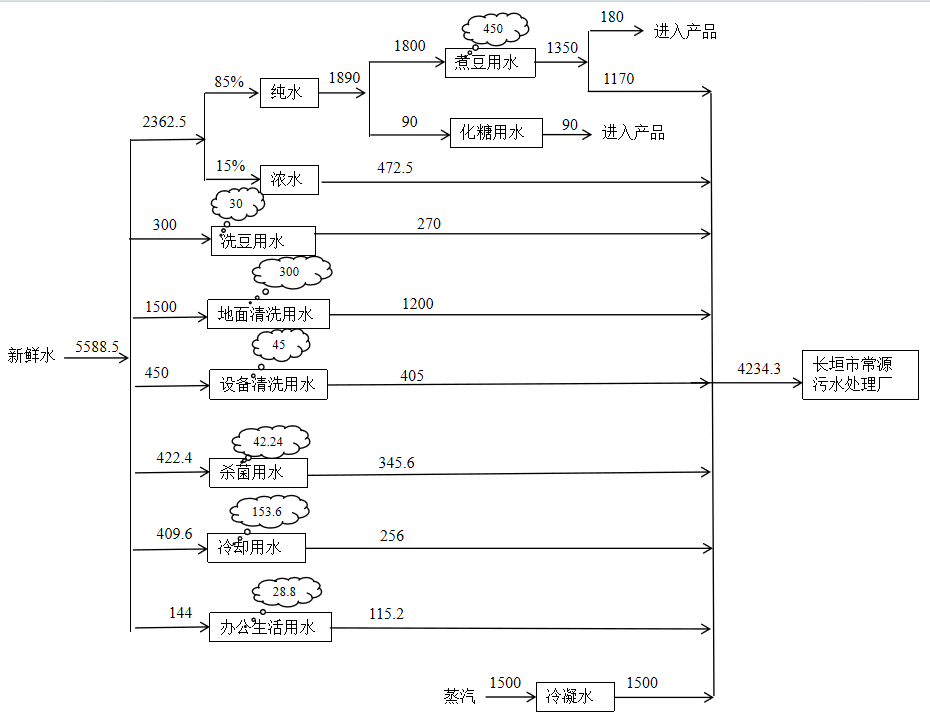 450
180
进入产品
1800
煮豆用水
1350
1170
85%
纯水
1890
2362.5
90
化糖用水
90
进入产品
15%
浓水
472.5
30
300
洗豆用水
270
300
1500
地面清洗用水
1200
45
新鲜水
5588.5
450
设备清洗用水
405
4234.3
长垣市常源
污水处理厂
42.24
422.4
杀菌用水
345.6
153.6
409.6
冷却用水
256
28.8
144
办公生活用水
115.2
蒸汽
1500
冷凝水
1500